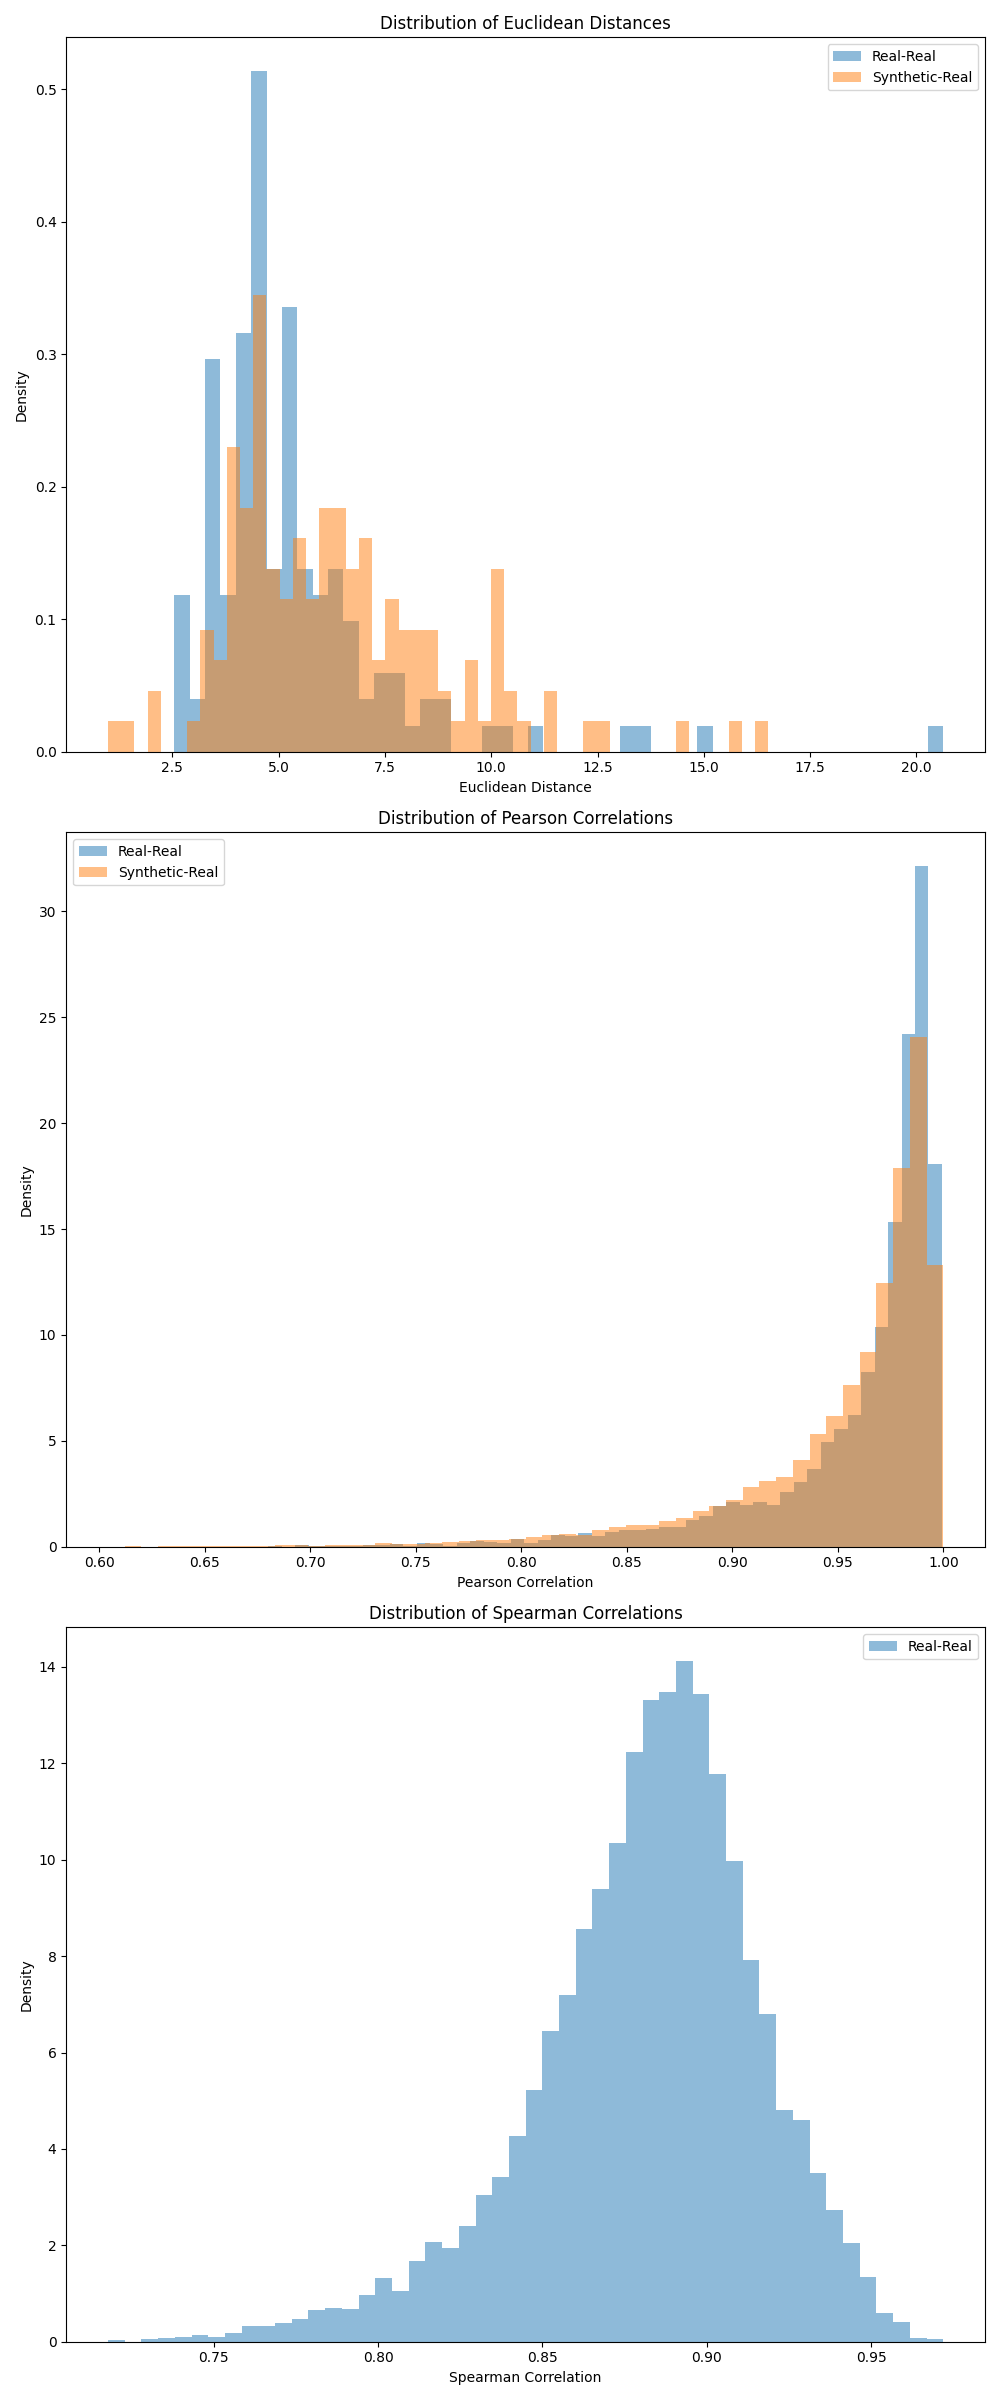 Distribution of Euclidean Distances
Real-Real
Synthetic-Real
0.5
0.4
0.3
0.2
0.1
0.0
Density
2.5 5.0 7.5 10.0 12.5 15.0 17.5 20.0
Euclidean Distance
Distribution of Pearson Correlations
Real-Real
Synthetic-Real
30
25
20
15
10
5
0
Density
0.60 0.65 0.70 0.75 0.80 0.85 0.90 0.95 1.00
Pearson Correlation
Distribution of Spearman Correlations
Real-Real
14
12
10
8
6
4
2
0
Density
0.75 0.80 0.85 0.90 0.95
Spearman Correlation